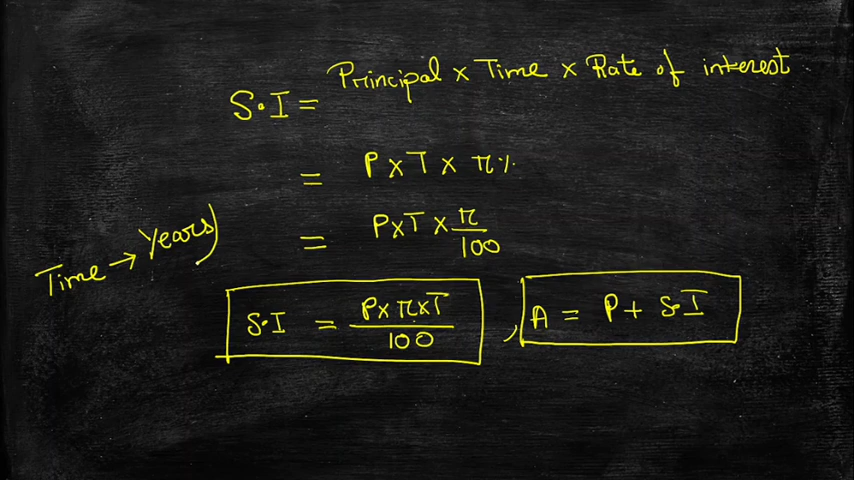 S.I = Principal × Time × Rate of interest
= P × T × r %
= P × T × r/100
Time → Years)
S.I = P × r × T / 100 , A = P + S.I